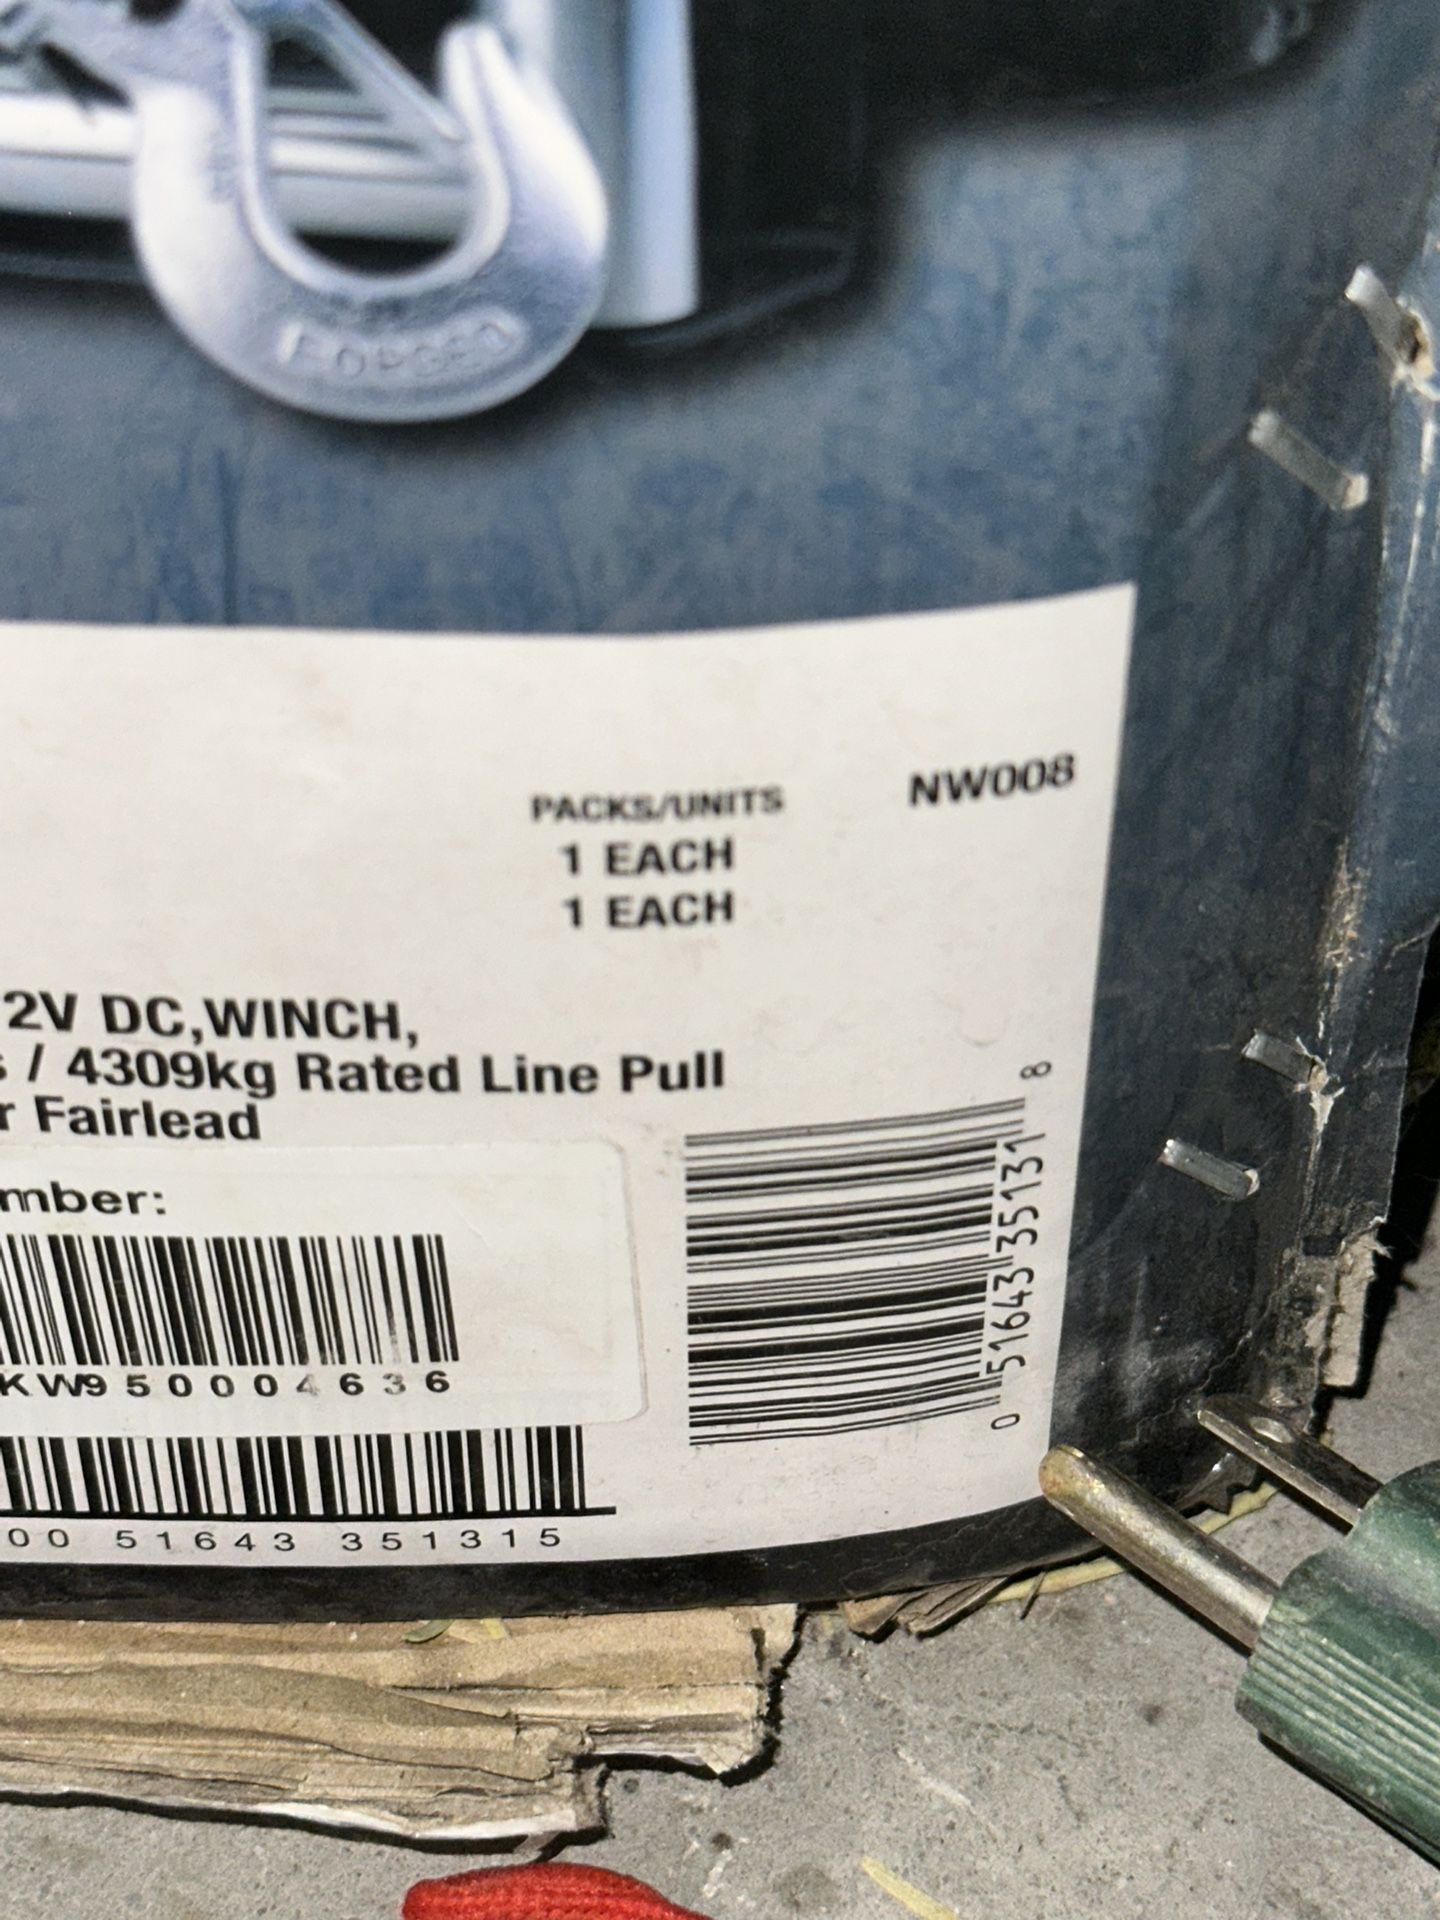 FORGED
NW008
PACKS/UNITS
1 EACH
1 EACH
2V DC,WINCH,
s / 4309kg Rated Line Pull
r Fairlead
mber:
KW950004636
00 51643 351315
0 51643 35131 8